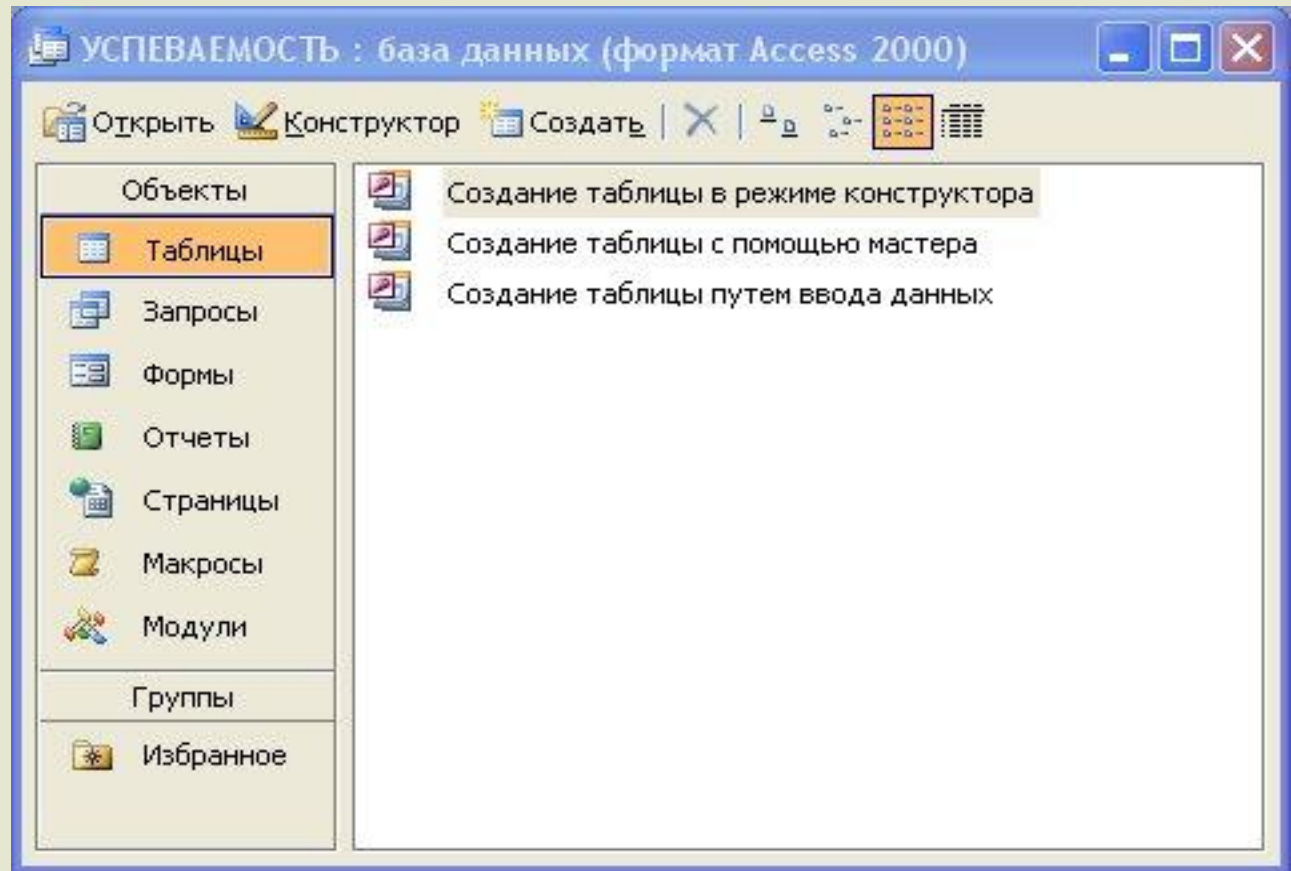 УСПЕВАЕМОСТЬ : база данных (формат Access 2000)
Открыть Конструктор Создать
Объекты
Таблицы
Запросы
Формы
Отчеты
Страницы
Макросы
Модули
Группы
Избранное
Создание таблицы в режиме конструктора
Создание таблицы с помощью мастера
Создание таблицы путем ввода данных